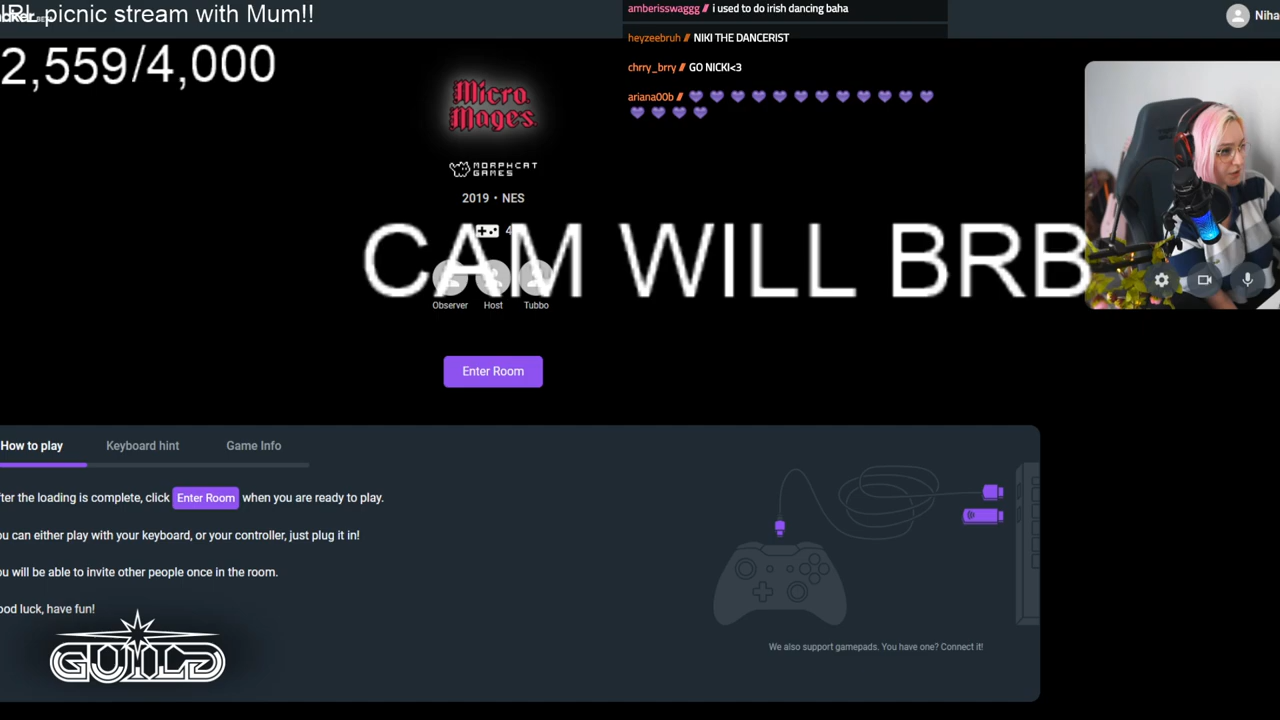 IRL picnic stream with Mum!!
2,559/4,000
amberisswaggg // i used to do irish dancing baha
heyzeebruh // NIKI THE DANCERIST
chrry_brry // GO NICKI<3
ariana00b // 💜 💜 💜 💜 💜 💜 💜 💜 💜 💜 💜 💜
💜 💜 💜 💜
Niha
Micro
Mages
MORPHCAT
GAMES
2019 • NES
4
CAM WILL BRB
Observer Host Tubbo
Enter Room
How to play Keyboard hint Game Info
fter the loading is complete, click Enter Room when you are ready to play.
ou can either play with your keyboard, or your controller, just plug it in!
ou will be able to invite other people once in the room.
ood luck, have fun!
GUILD
We also support gamepads. You have one? Connect it!